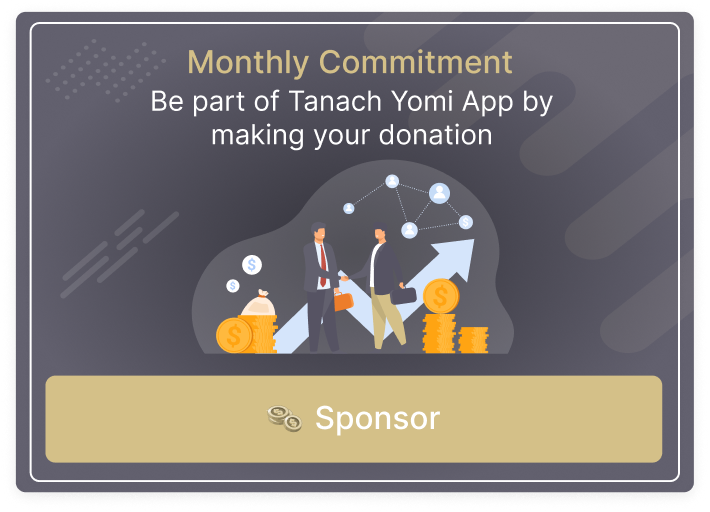 Monthly Commitment
Be part of Tanach Yomi App by
making your donation
$
$
$
$
$
Sponsor